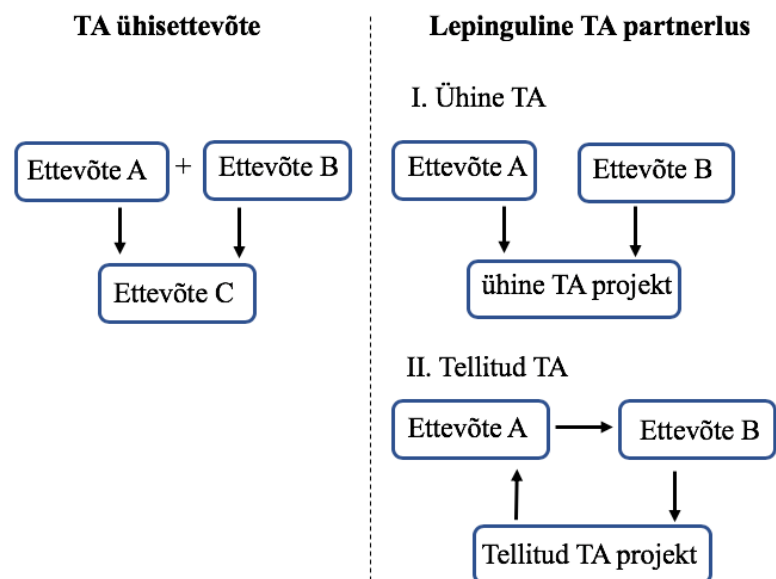 TA ühisettevõte
Ettevõte A + Ettevõte B
Ettevõte C
Lepinguline TA partnerlus
I. Ühine TA
Ettevõte A
Ettevõte B
ühine TA projekt
II. Tellitud TA
Ettevõte A
Ettevõte B
Tellitud TA projekt